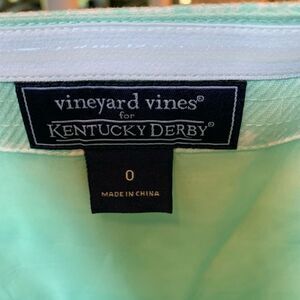 vineyard vines®
for
KENTUCKY DERBY®
0
MADE IN CHINA